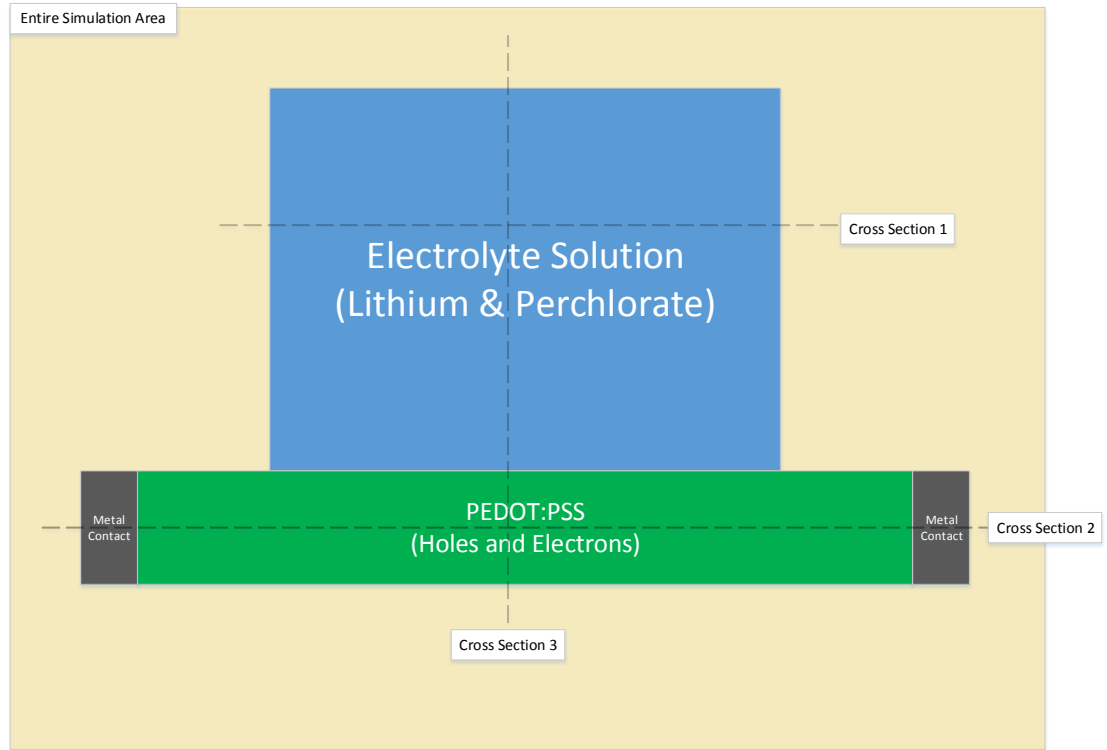 Entire Simulation Area
Cross Section 1
Electrolyte Solution
(Lithium & Perchlorate)
Metal
Contact
PEDOT:PSS
(Holes and Electrons)
Metal
Contact
Cross Section 2
Cross Section 3